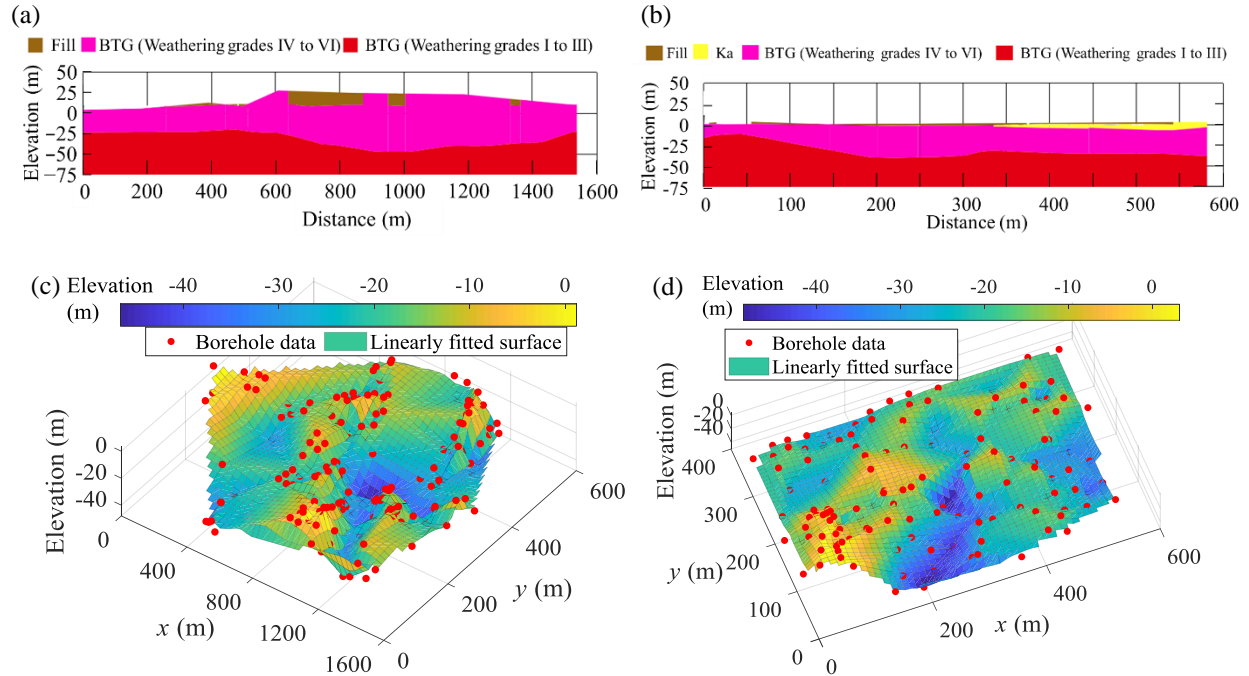 (a)
Fill BTG (Weathering grades IV to VI) BTG (Weathering grades I to III)
50
25
0
−25
−50
−75
Elevation (m)
0 200 400 600 800 1000 1200 1400 1600
Distance (m)
(b)
Fill Ka BTG (Weathering grades IV to VI) BTG (Weathering grades I to III)
50
25
0
-25
-50
-75
Elevation (m)
0 100 200 300 400 500 600
Distance (m)
(c) Elevation -40 -30 -20 -10 0
(m)
Borehole data Linearly fitted surface
Elevation (m)
0
-20
-40
0
400
800
1200
1600
x (m)
0
200
400
600
y (m)
(d) Elevation -40 -30 -20 -10 0
(m)
Borehole data
Linearly fitted surface
Elevation (m)
0
-20
-40
400
300
200
100
0
y (m)
0
200
400
600
x (m)